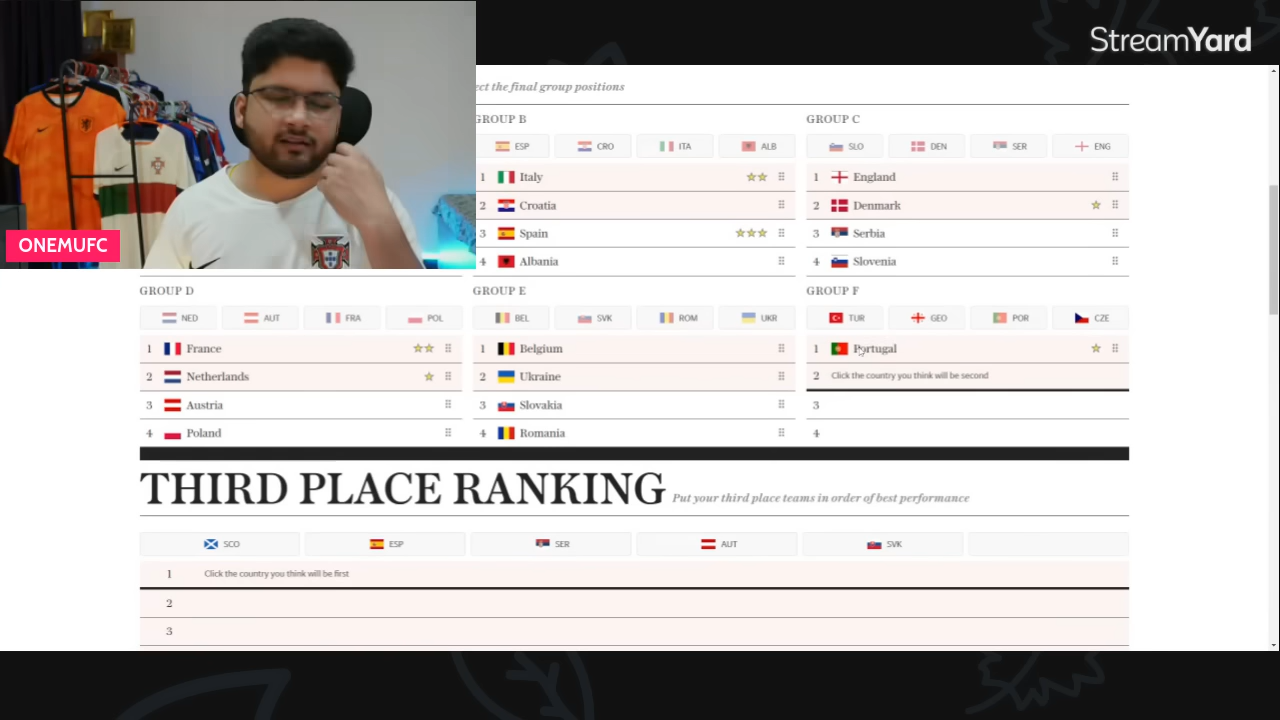 StreamYard
ONEMUFC
ect the final group positions
GROUP B
ESP CRO ITA ALB
1 Italy
2 Croatia
3 Spain
4 Albania
GROUP C
SLO DEN SER ENG
1 England
2 Denmark
3 Serbia
4 Slovenia
GROUP D
NED AUT FRA POL
1 France
2 Netherlands
3 Austria
4 Poland
GROUP E
BEL SVK ROM UKR
1 Belgium
2 Ukraine
3 Slovakia
4 Romania
GROUP F
TUR GEO POR CZE
1 Portugal
2 Click the country you think will be second
3
4
THIRD PLACE RANKING Put your third place teams in order of best performance
SCO ESP SER AUT SVK
1 Click the country you think will be first
2
3